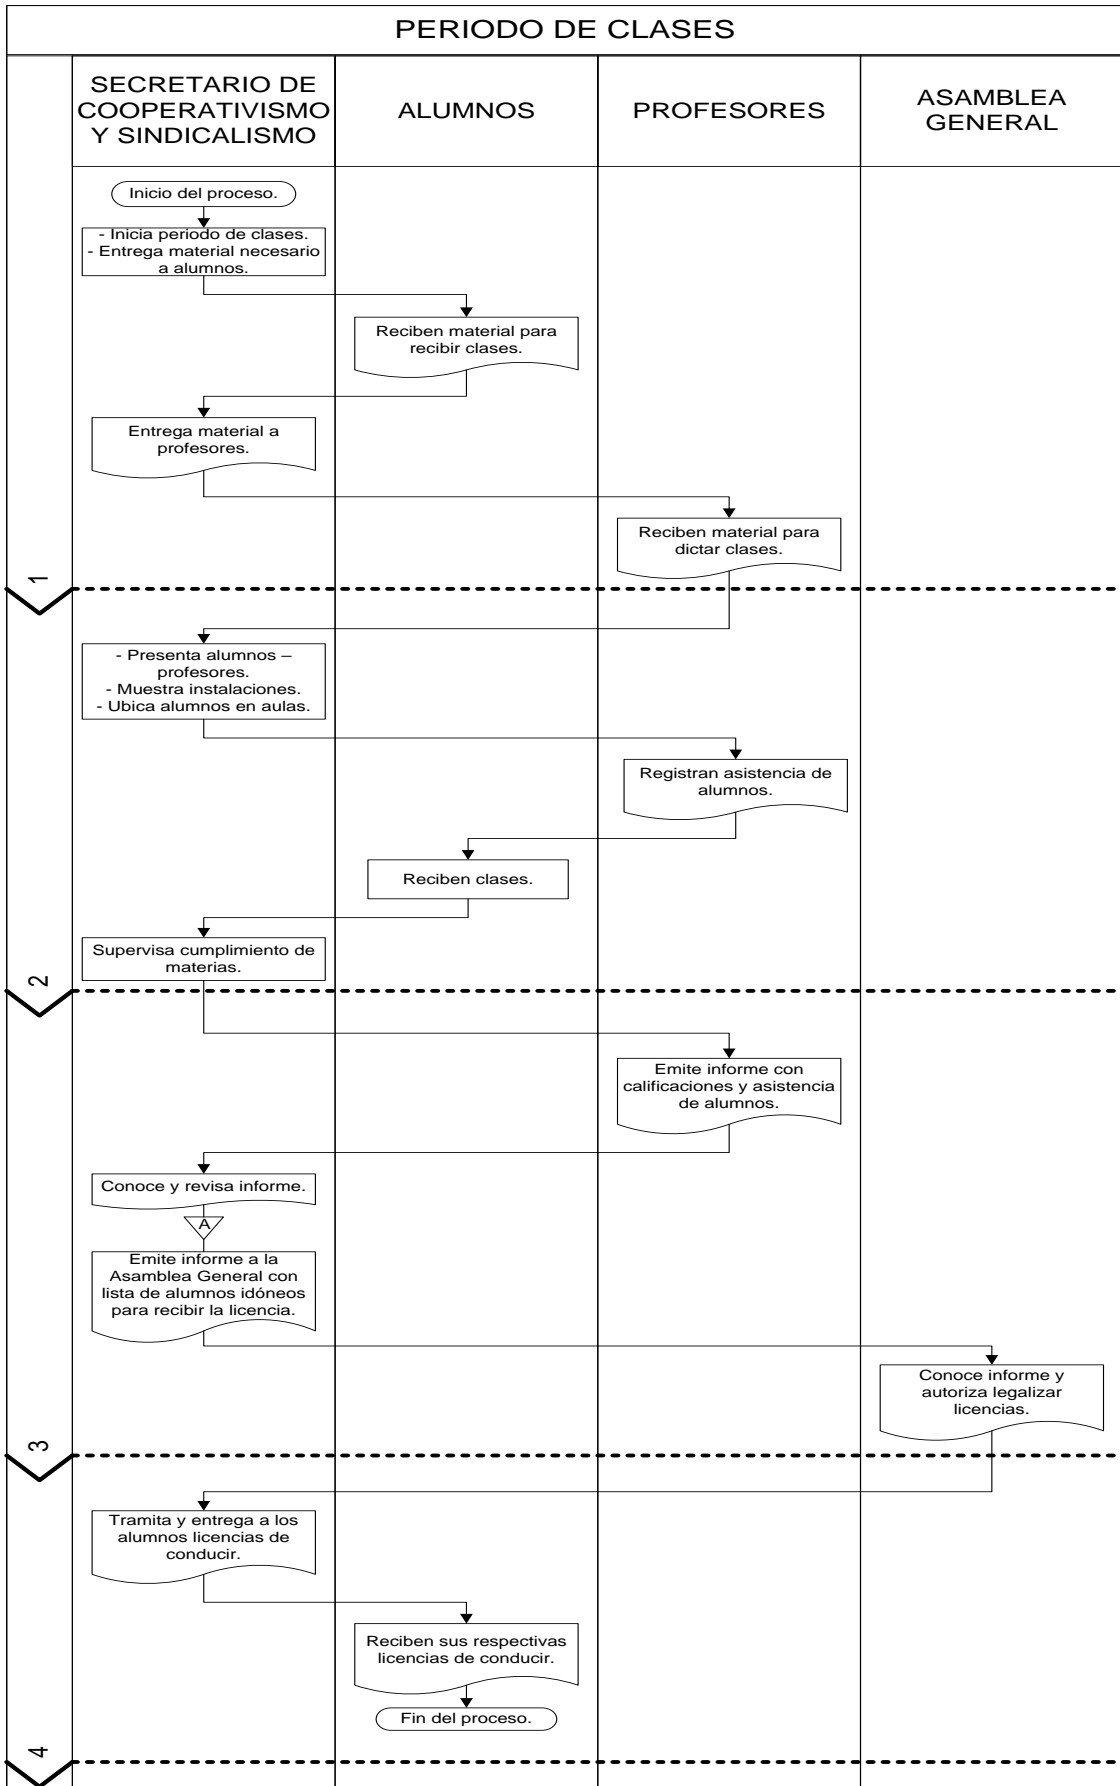 PERIODO DE CLASES
SECRETARIO DE
COOPERATIVISMO
Y SINDICALISMO
ALUMNOS
PROFESORES
ASAMBLEA
GENERAL
Inicio del proceso.
- Inicia periodo de clases.
- Entrega material necesario
a alumnos.
Reciben material para
recibir clases.
Entrega material a
profesores.
Reciben material para
dictar clases.
1
- Presenta alumnos –
profesores.
- Muestra instalaciones.
- Ubica alumnos en aulas.
Registran asistencia de
alumnos.
Reciben clases.
Supervisa cumplimiento de
materias.
2
Emite informe con
calificaciones y asistencia
de alumnos.
Conoce y revisa informe.
A
Emite informe a la
Asamblea General con
lista de alumnos idóneos
para recibir la licencia.
Conoce informe y
autoriza legalizar
licencias.
3
Tramita y entrega a los
alumnos licencias de
conducir.
Reciben sus respectivas
licencias de conducir.
Fin del proceso.
4